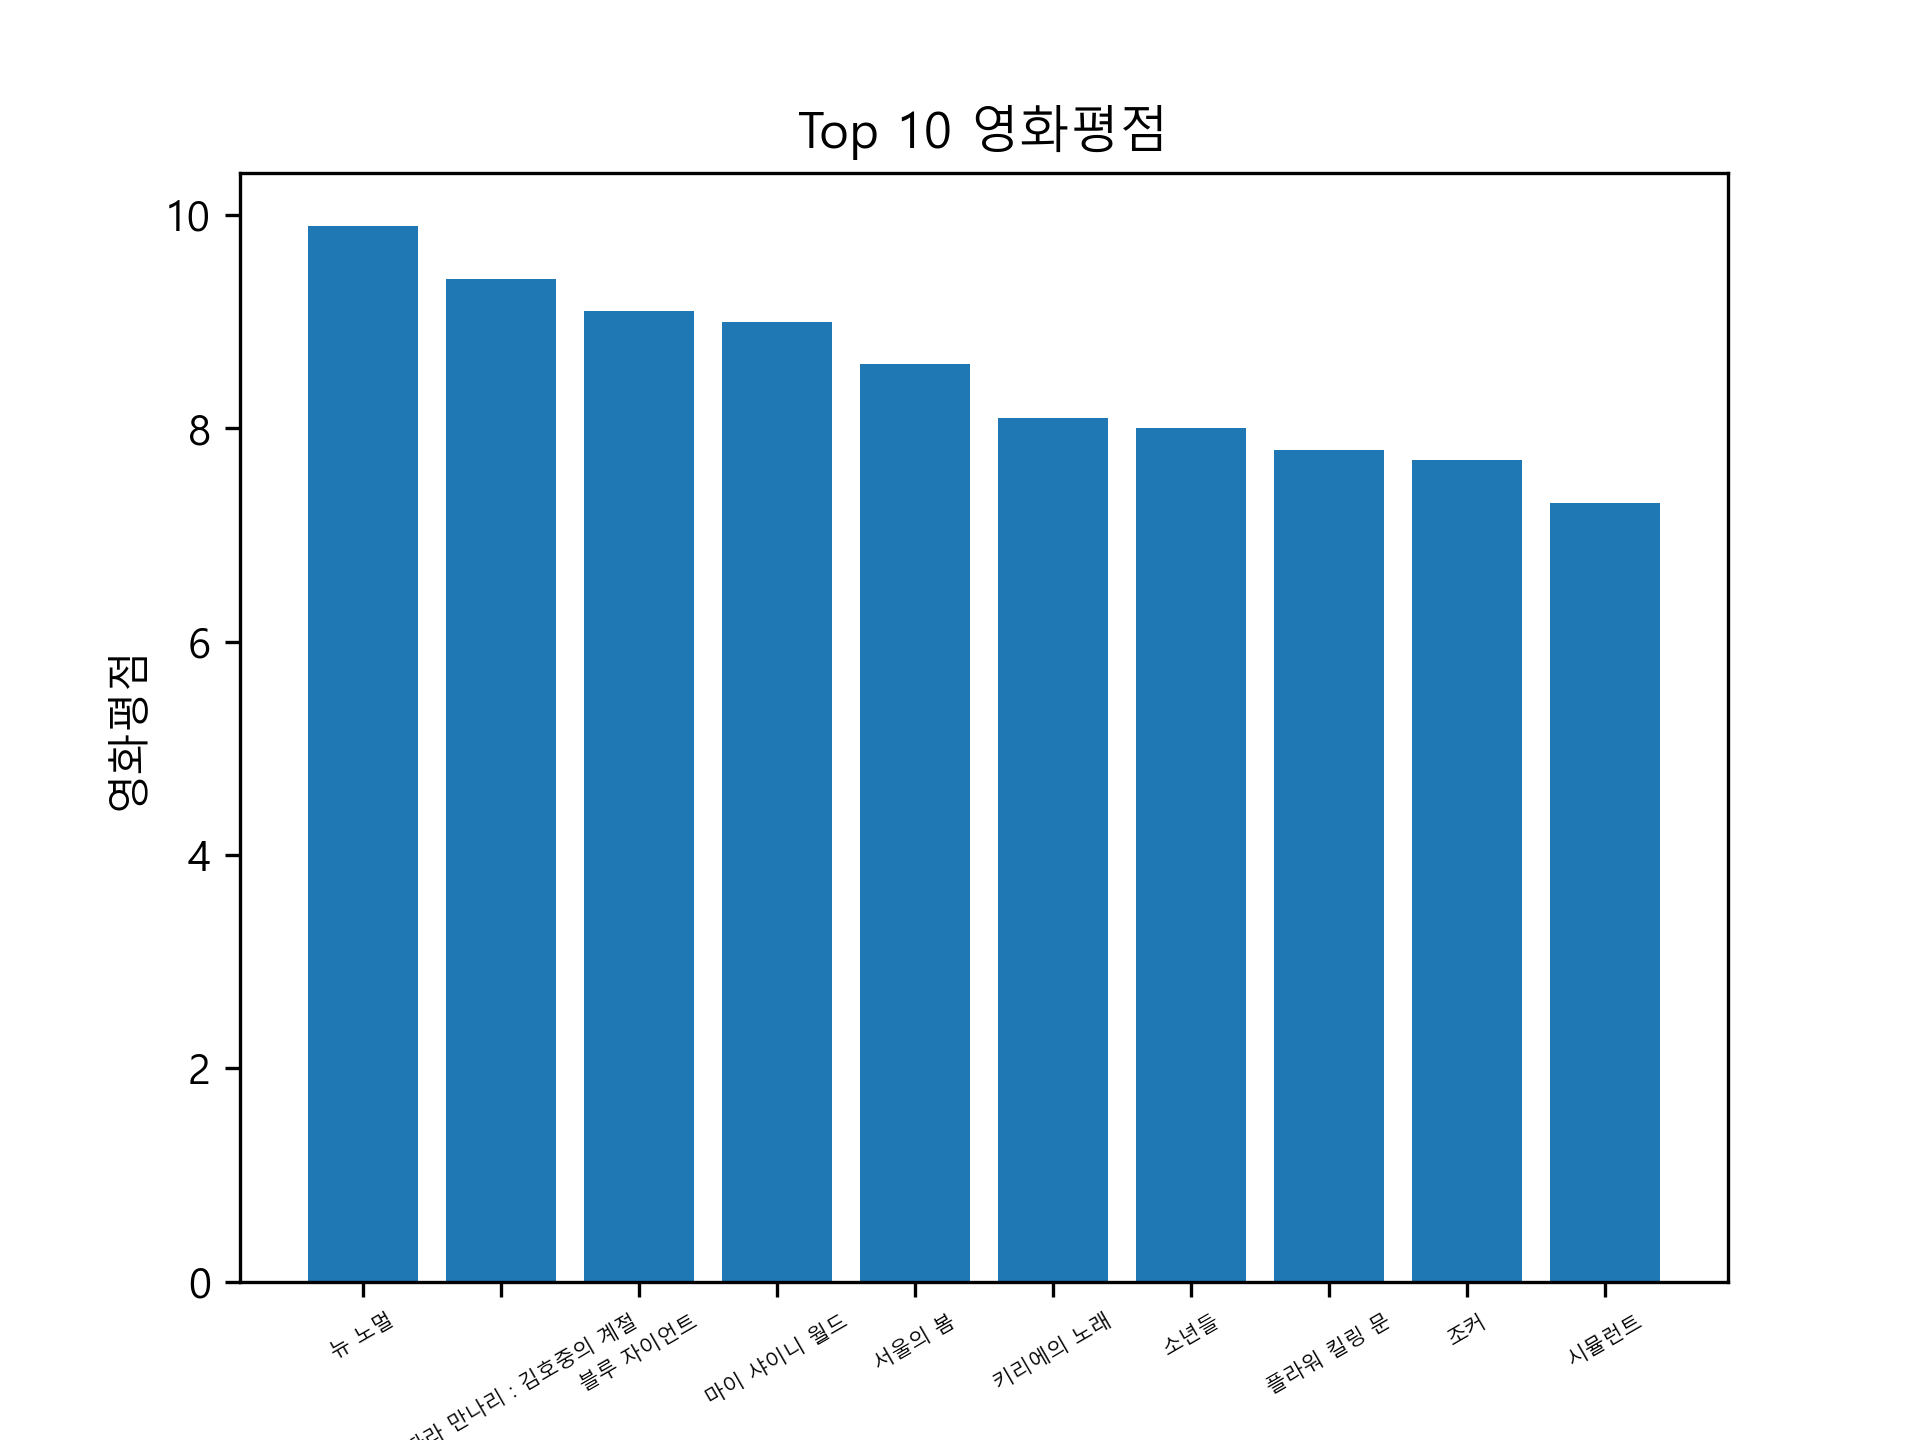 Top 10 영화평점
영화평점
10
8
6
4
2
0
뉴 노멀
만나리 : 김호중의 계절
블루 자이언트
마이 샤이니 월드
서울의 봄
키리에의 노래
소년들
플라워 킬링 문
조커
시뮬런트